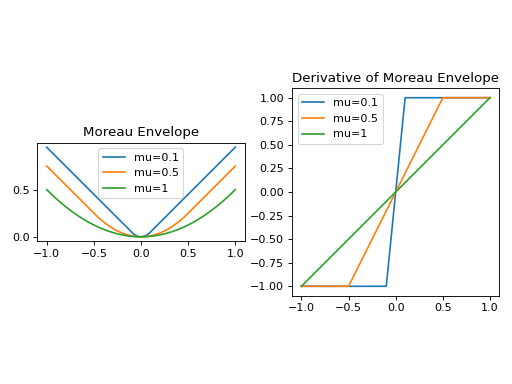 Moreau Envelope
mu=0.1
mu=0.5
mu=1
0.5
0.0
−1.0 −0.5 0.0 0.5 1.0
Derivative of Moreau Envelope
mu=0.1
mu=0.5
mu=1
1.00
0.75
0.50
0.25
0.00
−0.25
−0.50
−0.75
−1.00
−1.0 −0.5 0.0 0.5 1.0